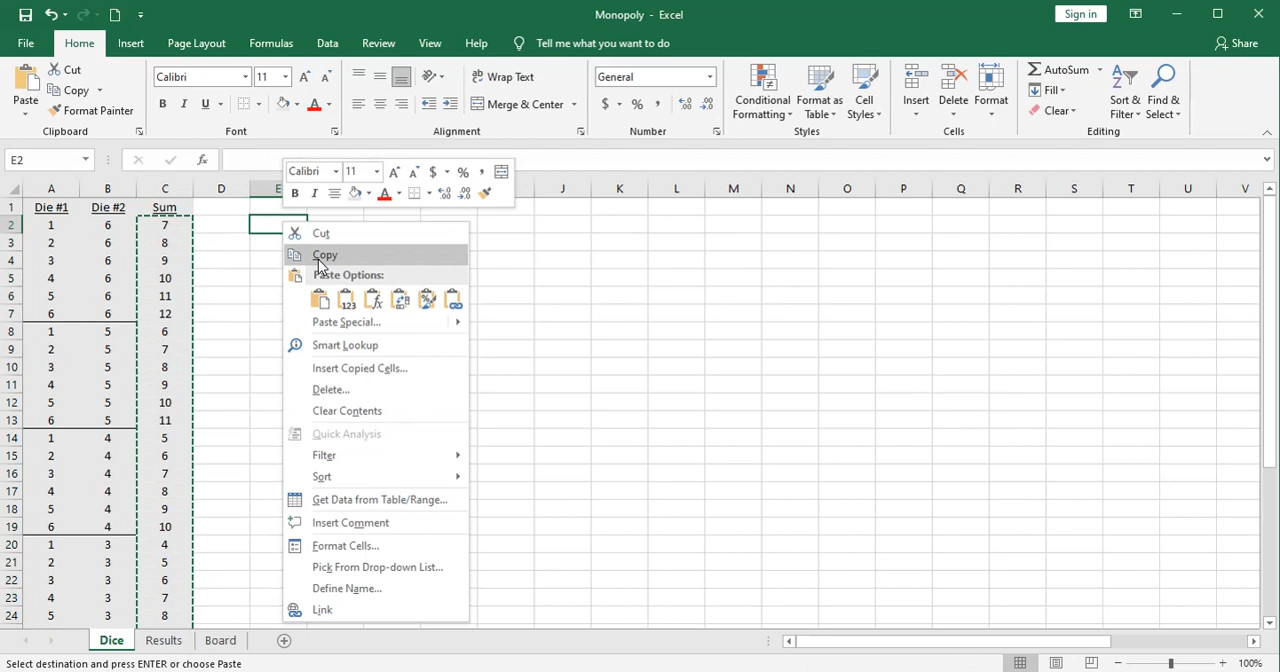 Monopoly - Excel
Sign in
File Home Insert Page Layout Formulas Data Review View Help Tell me what you want to do Share
Paste
Cut
Copy
Format Painter
Clipboard
Calibri 11
B I U
Font
Wrap Text
Merge & Center
Alignment
General
$ % ,
Number
Conditional Formatting
Format as Table
Cell Styles
Styles
Insert Delete Format
Cells
AutoSum
Fill
Clear
Sort & Filter
Find & Select
Editing
E2
fx
Calibri 11 $ % ,
B I A
A B C D E J K L M N O P Q R S T U V
1 Die #1 Die #2 Sum
2 1 6 7
3 2 6 8
4 3 6 9
5 4 6 10
6 5 6 11
7 6 6 12
8 1 5 6
9 2 5 7
10 3 5 8
11 4 5 9
12 5 5 10
13 6 5 11
14 1 4 5
15 2 4 6
16 3 4 7
17 4 4 8
18 5 4 9
19 6 4 10
20 1 3 4
21 2 3 5
22 3 3 6
23 4 3 7
24 5 3 8
Cut
Copy
Paste Options:
Paste Special...
Smart Lookup
Insert Copied Cells...
Delete...
Clear Contents
Quick Analysis
Filter
Sort
Get Data from Table/Range...
Insert Comment
Format Cells...
Pick From Drop-down List...
Define Name...
Link
Dice Results Board
Select destination and press ENTER or choose Paste
100%